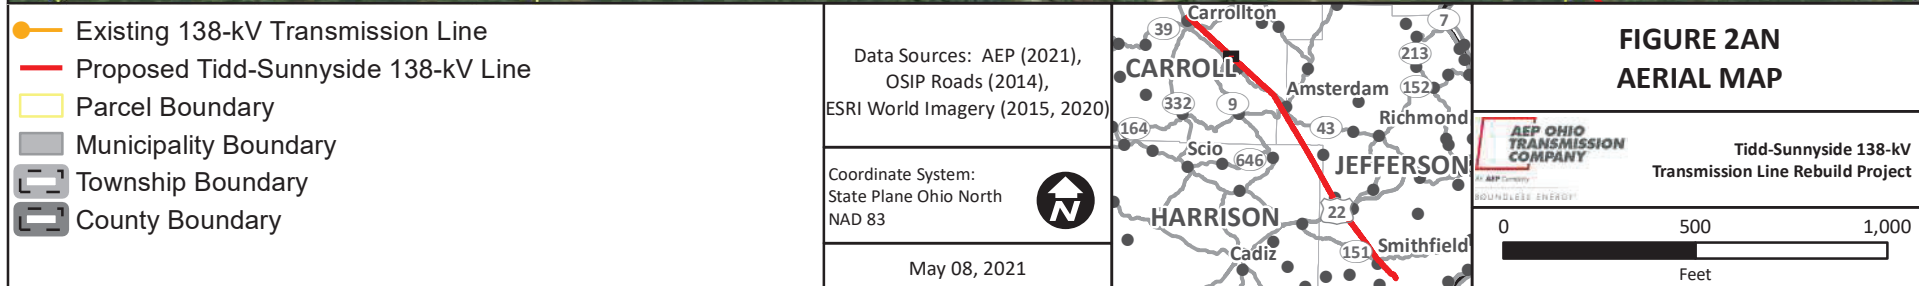 Existing 138-kV Transmission Line
Proposed Tidd-Sunnyside 138-kV Line
Parcel Boundary
Municipality Boundary
Township Boundary
County Boundary
Data Sources: AEP (2021),
OSIP Roads (2014),
ESRI World Imagery (2015, 2020)
Coordinate System:
State Plane Ohio North
NAD 83
N
May 08, 2021
Carrollton
39
7
213
CARROLL
Amsterdam
152
332
9
Richmond
164
43
Scio
646
JEFFERSON
HARRISON
22
Cadiz
151
Smithfield
FIGURE 2AN
AERIAL MAP
AEP OHIO
TRANSMISSION
COMPANY
An AEP Company
BOUNDLESS ENERGY
Tidd-Sunnyside 138-kV
Transmission Line Rebuild Project
0 500 1,000
Feet